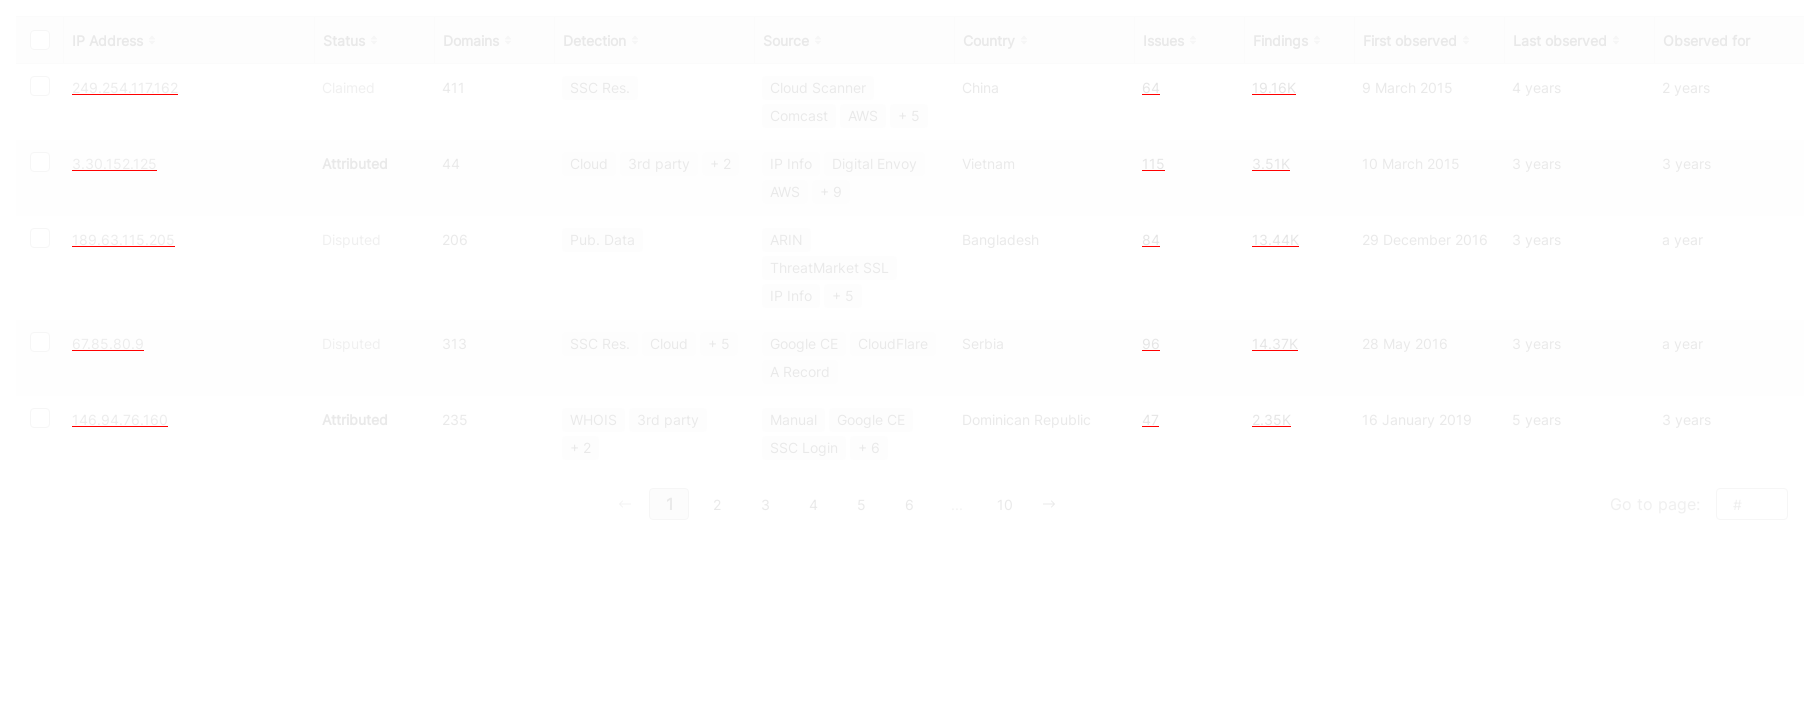 IP Address Status Domains Detection Source Country Issues Findings First observed Last observed Observed for
249.254.117.162 Claimed 411 SSC Res. Cloud Scanner China 64 19.16K 9 March 2015 4 years 2 years
Comcast AWS + 5
3.30.152.125 Attributed 44 Cloud 3rd party + 2 IP Info Digital Envoy Vietnam 115 3.51K 10 March 2015 3 years 3 years
AWS + 9
189.63.115.205 Disputed 206 Pub. Data ARIN Bangladesh 84 13.44K 29 December 2016 3 years a year
ThreatMarket SSL
IP Info + 5
67.85.80.9 Disputed 313 SSC Res. Cloud + 5 Google CE CloudFlare Serbia 96 14.37K 28 May 2016 3 years a year
A Record
146.94.76.160 Attributed 235 WHOIS 3rd party Manual Google CE Dominican Republic 47 2.35K 16 January 2019 5 years 3 years
+ 2 SSC Login + 6
← 1 2 3 4 5 6 ... 10 → Go to page: #